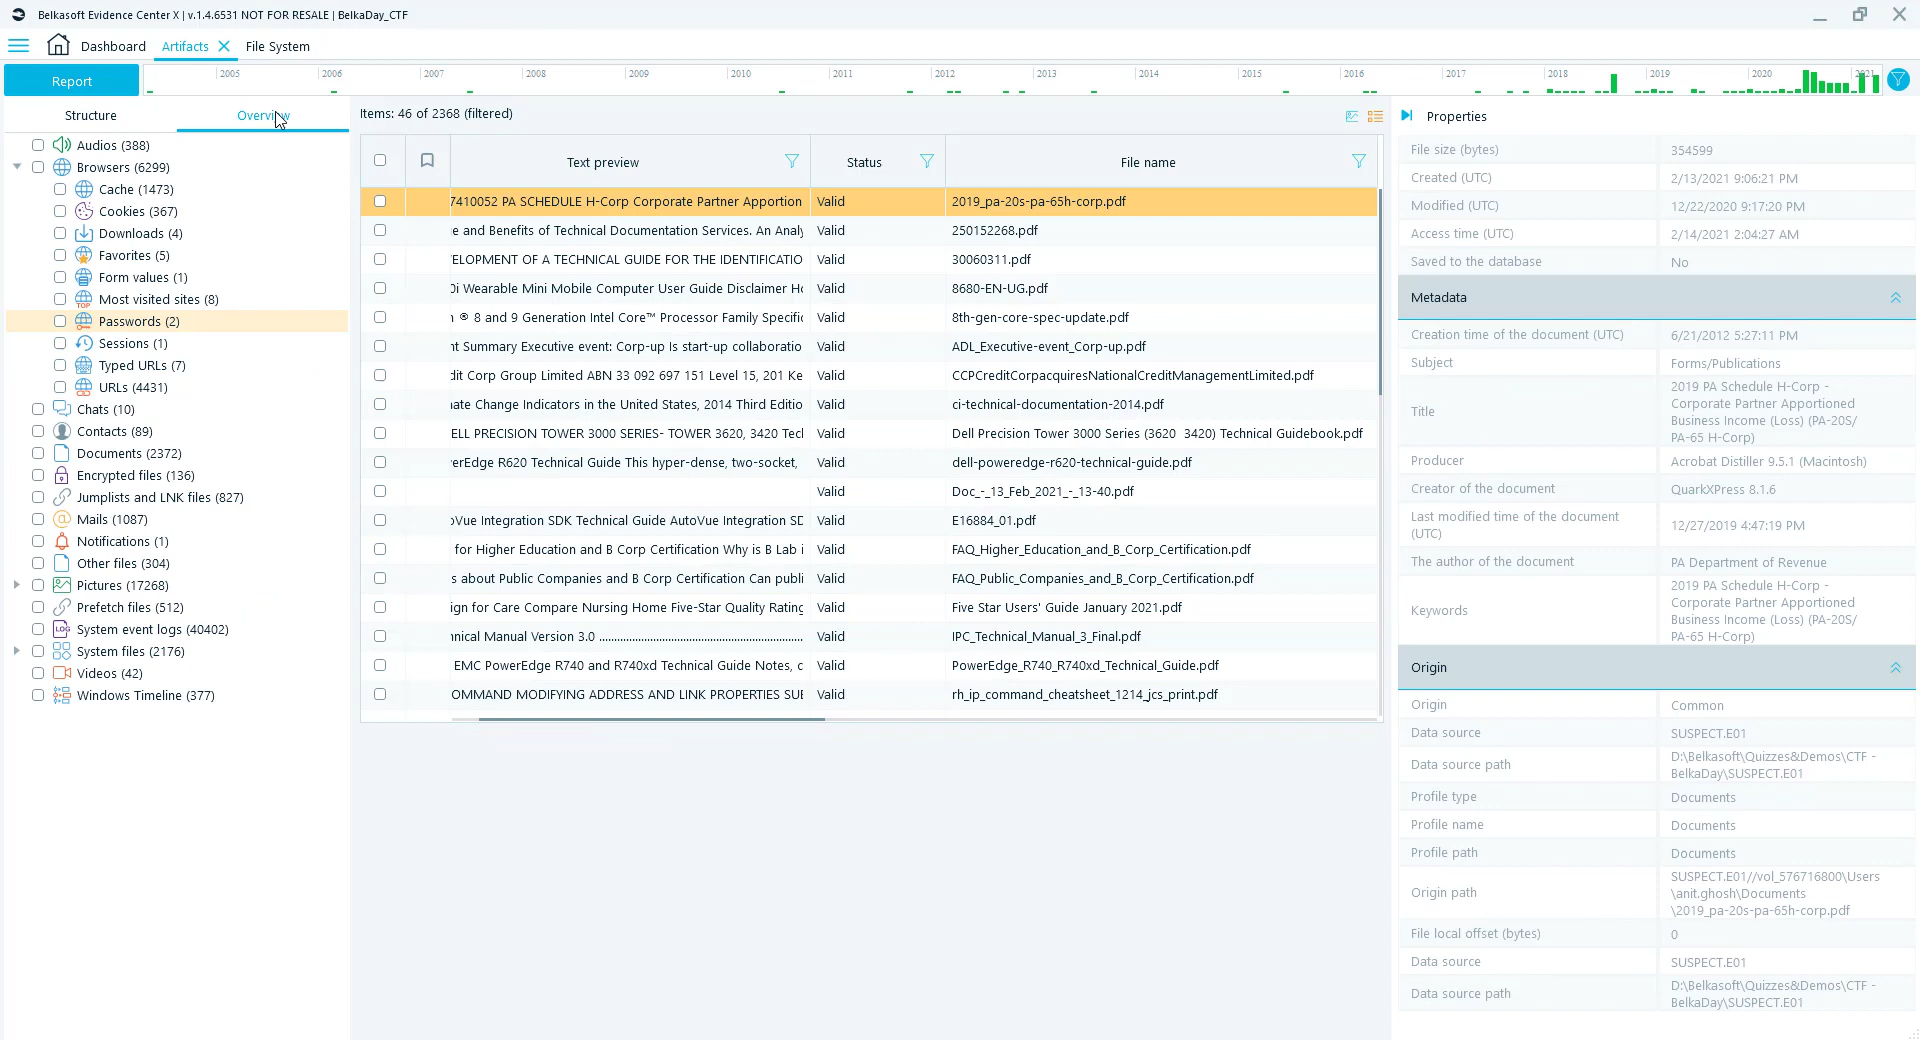 Belkasoft Evidence Center X | v.1.4.6531 NOT FOR RESALE | BelkaDay_CTF
Dashboard Artifacts File System
Report
2005 2006 2007 2008 2009 2010 2011 2012 2013 2014 2015 2016 2017 2018 2019 2020 2021
Structure Overview
Audios (388)
Browsers (6299)
Cache (1473)
Cookies (367)
Downloads (4)
Favorites (5)
Form values (1)
Most visited sites (8)
Passwords (2)
Sessions (1)
Typed URLs (7)
URLs (4431)
Chats (10)
Contacts (89)
Documents (2372)
Encrypted files (136)
Jumplists and LNK files (827)
Mails (1087)
Notifications (1)
Other files (304)
Pictures (17268)
Prefetch files (512)
LOG System event logs (40402)
System files (2176)
Videos (42)
Windows Timeline (377)
Items: 46 of 2368 (filtered)
Text preview Status File name
7410052 PA SCHEDULE H-Corp Corporate Partner Apportion Valid 2019_pa-20s-pa-65h-corp.pdf
e and Benefits of Technical Documentation Services. An Analy Valid 250152268.pdf
ELOPMENT OF A TECHNICAL GUIDE FOR THE IDENTIFICATIO Valid 30060311.pdf
0i Wearable Mini Mobile Computer User Guide Disclaimer Ho Valid 8680-EN-UG.pdf
® 8 and 9 Generation Intel Core™ Processor Family Specific Valid 8th-gen-core-spec-update.pdf
nt Summary Executive event: Corp-up Is start-up collaboratio Valid ADL_Executive-event_Corp-up.pdf
dit Corp Group Limited ABN 33 092 697 151 Level 15, 201 Ke Valid CCPCreditCorpacquiresNationalCreditManagementLimited.pdf
nate Change Indicators in the United States, 2014 Third Editio Valid ci-technical-documentation-2014.pdf
ELL PRECISION TOWER 3000 SERIES- TOWER 3620, 3420 Tecl Valid Dell Precision Tower 3000 Series (3620 3420) Technical Guidebook.pdf
erEdge R620 Technical Guide This hyper-dense, two-socket, Valid dell-poweredge-r620-technical-guide.pdf
Valid Doc_-_13_Feb_2021_-_13-40.pdf
oVue Integration SDK Technical Guide AutoVue Integration SD Valid E16884_01.pdf
for Higher Education and B Corp Certification Why is B Lab i Valid FAQ_Higher_Education_and_B_Corp_Certification.pdf
s about Public Companies and B Corp Certification Can publi Valid FAQ_Public_Companies_and_B_Corp_Certification.pdf
ign for Care Compare Nursing Home Five-Star Quality Rating Valid Five Star Users' Guide January 2021.pdf
nnical Manual Version 3.0 ........................................................ Valid IPC_Technical_Manual_3_Final.pdf
EMC PowerEdge R740 and R740xd Technical Guide Notes, c Valid PowerEdge_R740_R740xd_Technical_Guide.pdf
OMMAND MODIFYING ADDRESS AND LINK PROPERTIES SUE Valid rh_ip_command_cheatsheet_1214_jcs_print.pdf
Properties
File size (bytes) 354599
Created (UTC) 2/13/2021 9:06:21 PM
Modified (UTC) 12/22/2020 9:17:20 PM
Access time (UTC) 2/14/2021 2:04:27 AM
Saved to the database No
Metadata
Creation time of the document (UTC) 6/21/2012 5:27:11 PM
Subject Forms/Publications
Title 2019 PA Schedule H-Corp -
Corporate Partner Apportioned
Business Income (Loss) (PA-20S/
PA-65 H-Corp)
Producer Acrobat Distiller 9.5.1 (Macintosh)
Creator of the document QuarkXPress 8.1.6
Last modified time of the document
(UTC) 12/27/2019 4:47:19 PM
The author of the document PA Department of Revenue
Keywords 2019 PA Schedule H-Corp -
Corporate Partner Apportioned
Business Income (Loss) (PA-20S/
PA-65 H-Corp)
Origin
Origin Common
Data source SUSPECT.E01
Data source path D:\Belkasoft\Quizzes&Demos\CTF -
BelkaDay\SUSPECT.E01
Profile type Documents
Profile name Documents
Profile path Documents
Origin path SUSPECT.E01//vol_576716800\Users
\anit.ghosh\Documents
\2019_pa-20s-pa-65h-corp.pdf
File local offset (bytes) 0
Data source SUSPECT.E01
Data source path D:\Belkasoft\Quizzes&Demos\CTF -
BelkaDay\SUSPECT.E01